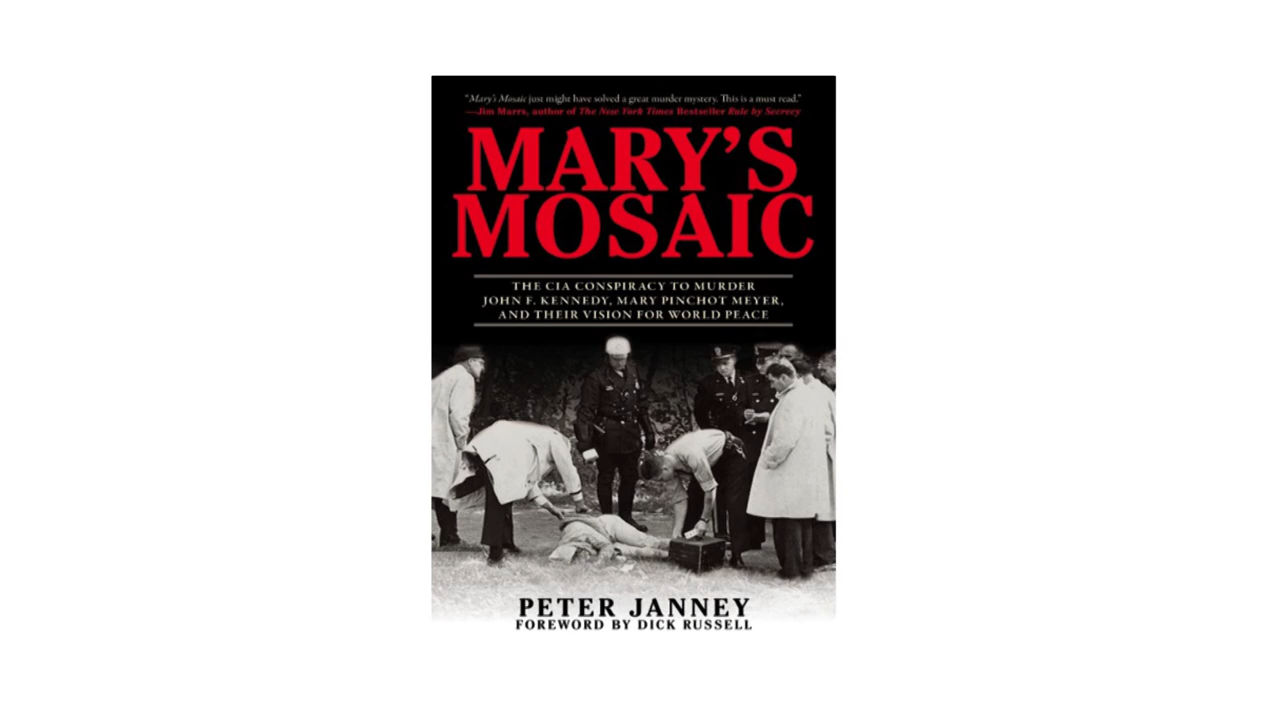 “Mary’s Mosaic just might have solved a great murder mystery. This is a must read.”
—Jim Marrs, author of The New York Times Bestseller Rule by Secrecy
MARY’S
MOSAIC
THE CIA CONSPIRACY TO MURDER
JOHN F. KENNEDY, MARY PINCHOT MEYER,
AND THEIR VISION FOR WORLD PEACE
PETER JANNEY
FOREWORD BY DICK RUSSELL